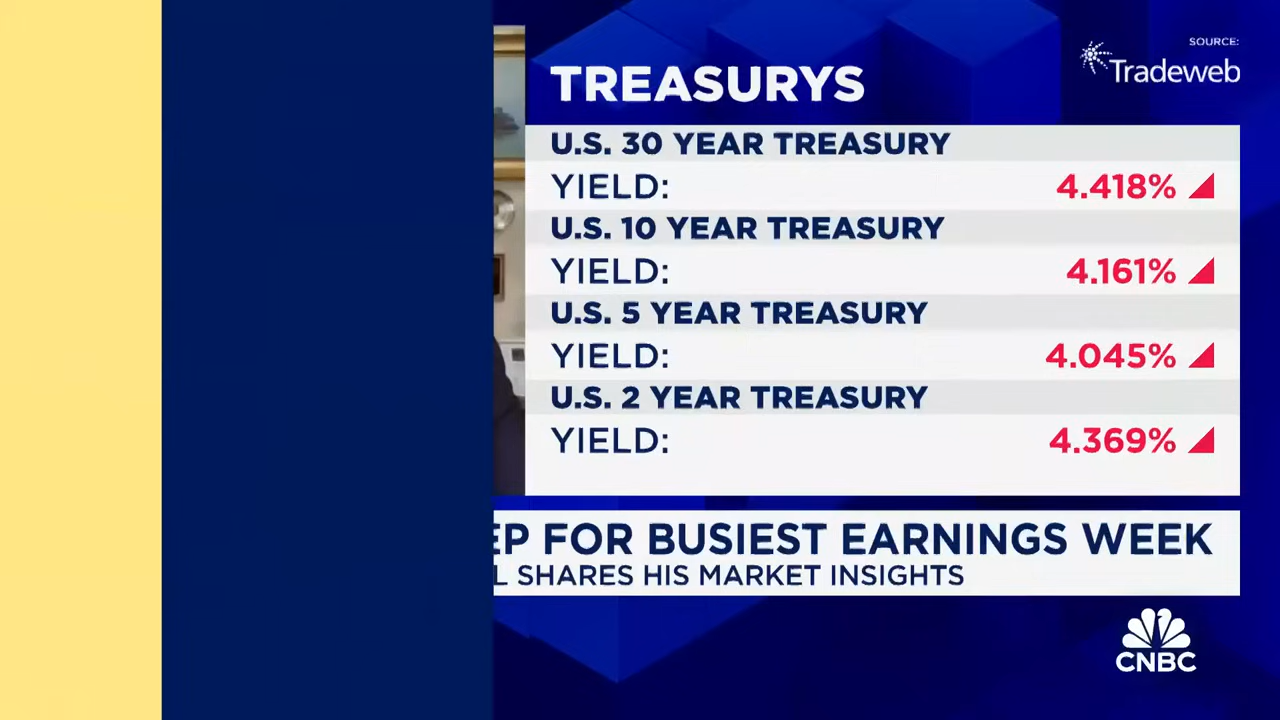 SOURCE:
Tradeweb
TREASURYS
U.S. 30 YEAR TREASURY
YIELD: 4.418%
U.S. 10 YEAR TREASURY
YIELD: 4.161%
U.S. 5 YEAR TREASURY
YIELD: 4.045%
U.S. 2 YEAR TREASURY
YIELD: 4.369%
FOR BUSIEST EARNINGS WEEK
SHARES HIS MARKET INSIGHTS
CNBC